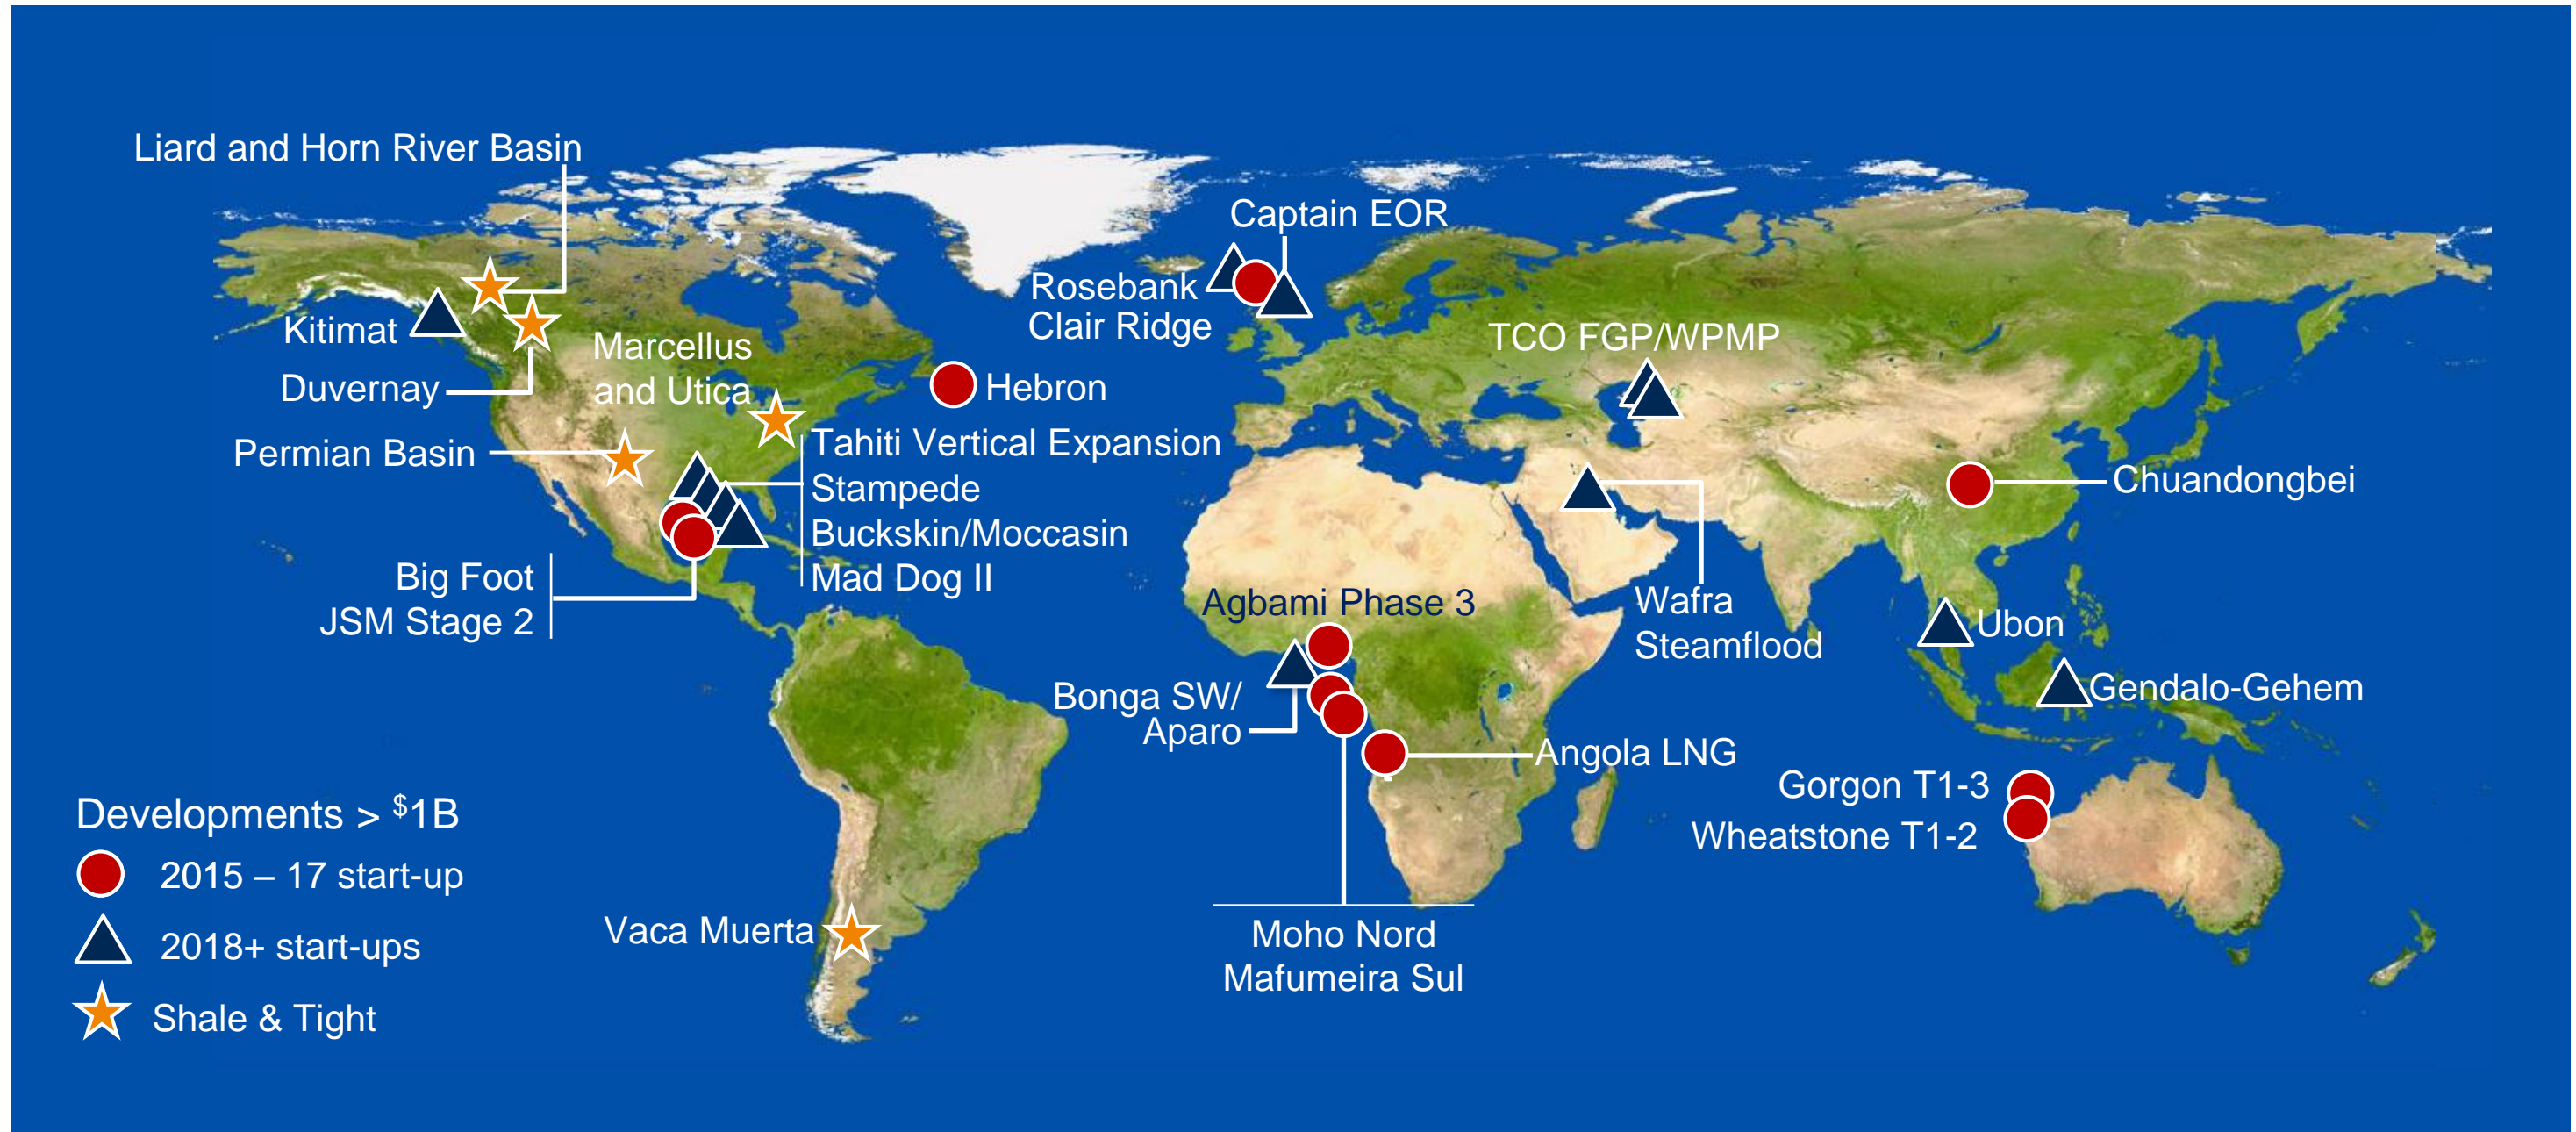 Liard and Horn River Basin
Captain EOR
Rosebank
Clair Ridge
Kitimat
Marcellus
and Utica
TCO FGP/WPMP
Duvernay
Hebron
Permian Basin
Tahiti Vertical Expansion
Stampede
Buckskin/Moccasin
Mad Dog II
Chuandongbei
Big Foot
JSM Stage 2
Agbami Phase 3
Wafra
Steamflood
Ubon
Bonga SW/
Aparo
Gendalo-Gehem
Angola LNG
Gorgon T1-3
Wheatstone T1-2
Developments > $1B
2015 – 17 start-up
2018+ start-ups
Shale & Tight
Vaca Muerta
Moho Nord
Mafumeira Sul